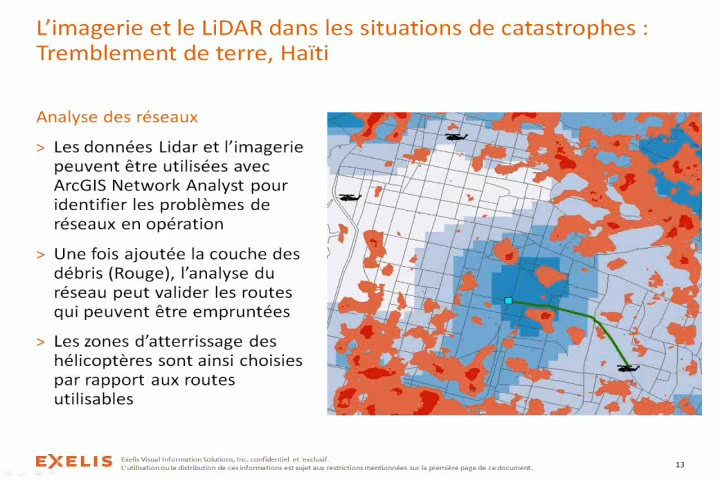 L’imagerie et le LiDAR dans les situations de catastrophes :
Tremblement de terre, Haïti
Analyse des réseaux
> Les données Lidar et l’imagerie
peuvent être utilisées avec
ArcGIS Network Analyst pour
identifier les problèmes de
réseaux en opération
> Une fois ajoutée la couche des
débris (Rouge), l’analyse du
réseau peut valider les routes
qui peuvent être empruntées
> Les zones d’atterrissage des
hélicoptères sont ainsi choisies
par rapport aux routes
utilisables
EXELIS
Exelis Visual Information Solutions, Inc. confidentiel et exclusif.
L’utilisation ou la distribution de ces informations est sujet aux restrictions mentionnées sur la première page de ce document.
13